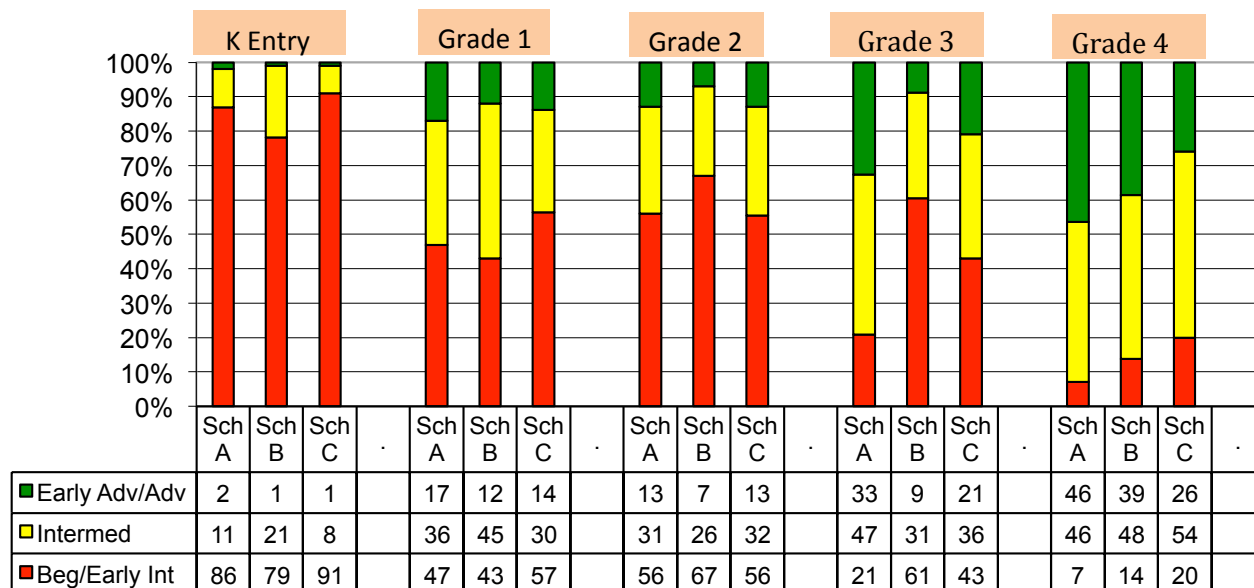 K Entry Grade 1 Grade 2 Grade 3 Grade 4
100%
90%
80%
70%
60%
50%
40%
30%
20%
10%
0%
Sch A Sch B Sch C . Sch A Sch B Sch C . Sch A Sch B Sch C . Sch A Sch B Sch C . Sch A Sch B Sch C .
Early Adv/Adv 2 1 1 17 12 14 13 7 13 33 9 21 46 39 26
Intermed 11 21 8 36 45 30 31 26 32 47 31 36 46 48 54
Beg/Early Int 86 79 91 47 43 57 56 67 56 21 61 43 7 14 20